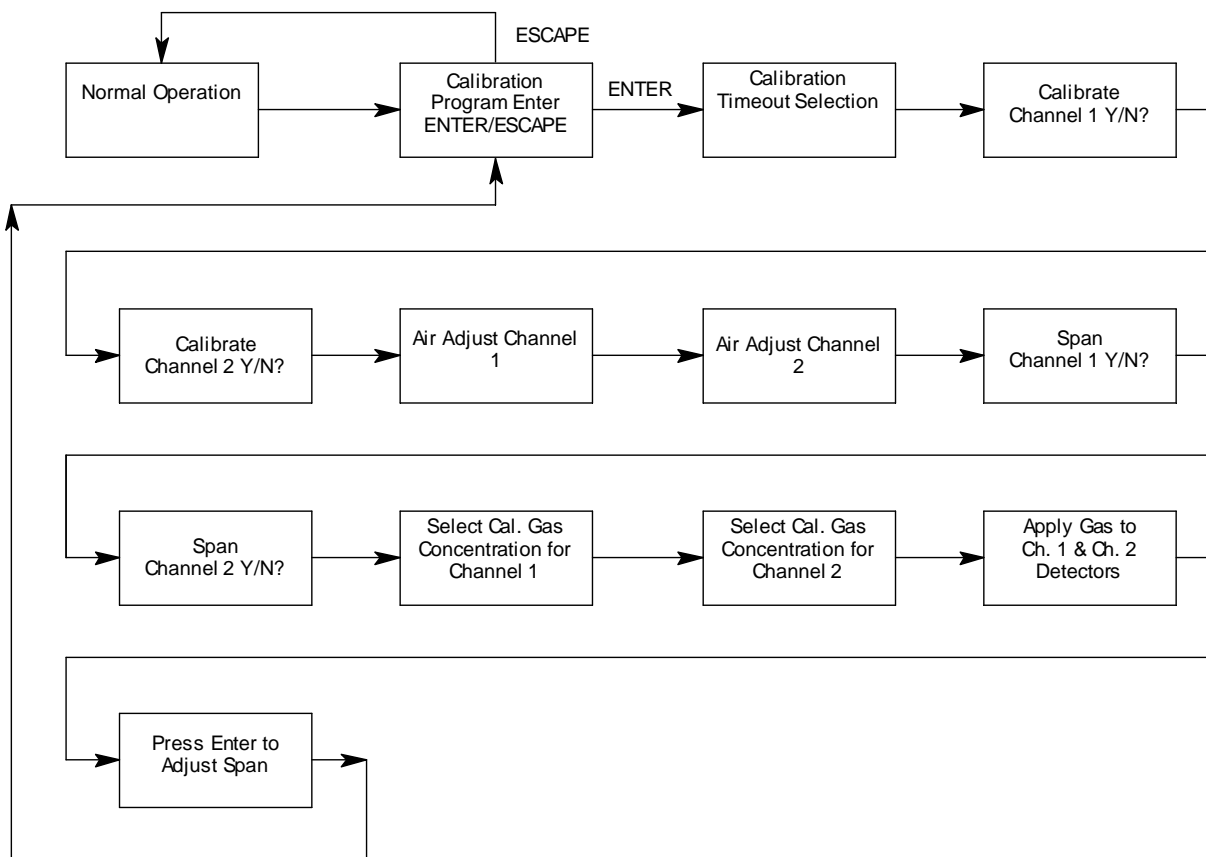 ESCAPE
Normal Operation
Calibration
Program Enter
ENTER/ESCAPE
ENTER
Calibration
Timeout Selection
Calibrate
Channel 1 Y/N?
Calibrate
Channel 2 Y/N?
Air Adjust Channel
1
Air Adjust Channel
2
Span
Channel 1 Y/N?
Span
Channel 2 Y/N?
Select Cal. Gas
Concentration for
Channel 1
Select Cal. Gas
Concentration for
Channel 2
Apply Gas to
Ch. 1 & Ch. 2
Detectors
Press Enter to
Adjust Span